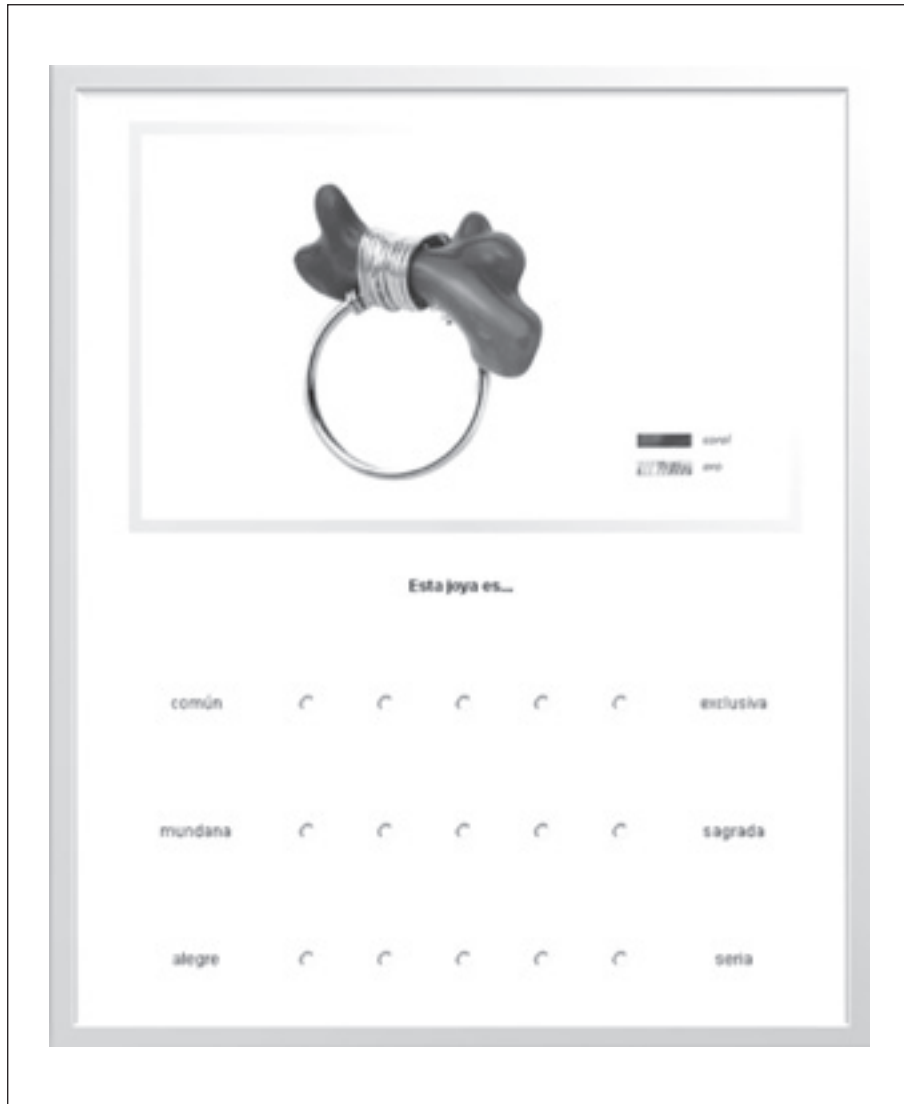 coral
oro
Esta joya es...
común exclusiva
mundana sagrada
alegre seria